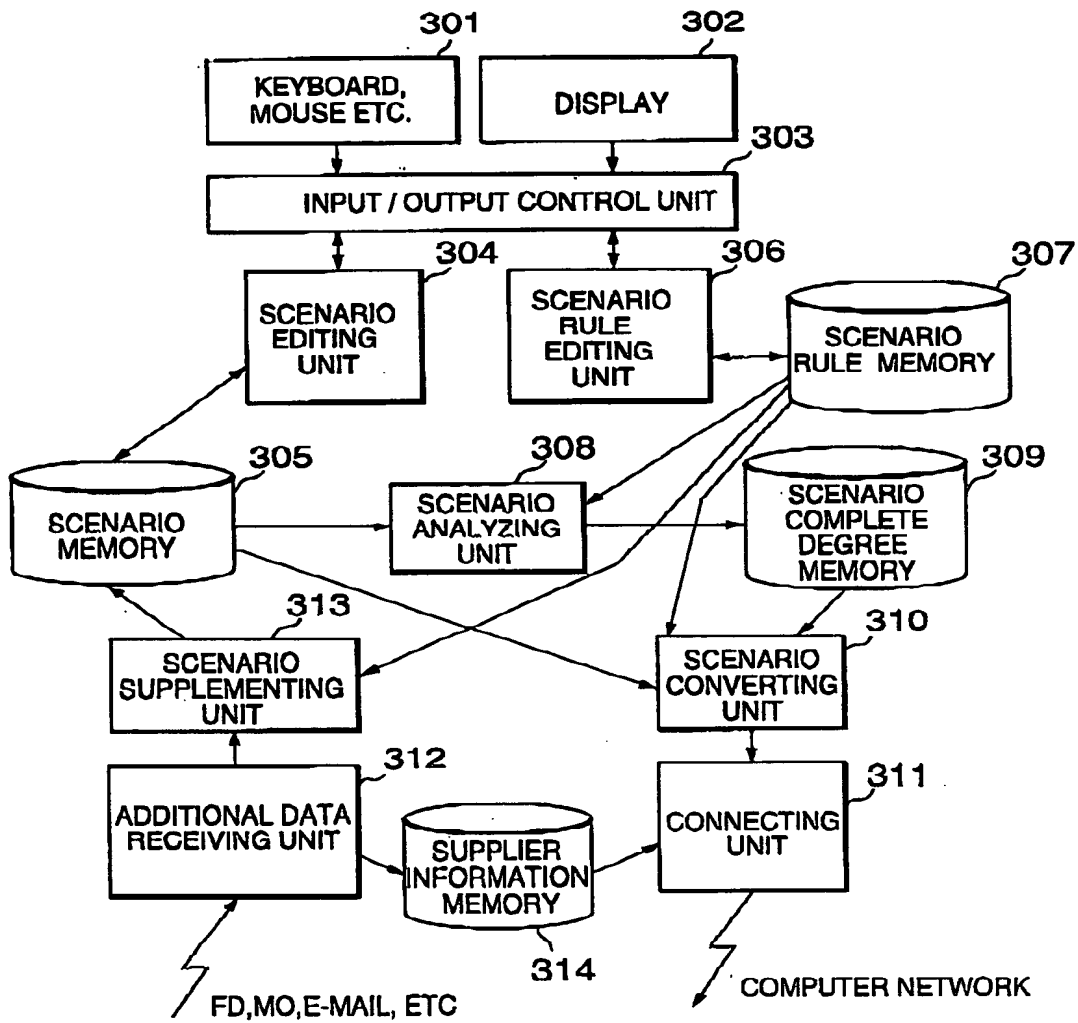 301
302
KEYBOARD,
MOUSE ETC.
DISPLAY
303
INPUT / OUTPUT CONTROL UNIT
304
306
307
SCENARIO
EDITING
UNIT
SCENARIO
RULE
EDITING
UNIT
SCENARIO
RULE MEMORY
305
308
309
SCENARIO
MEMORY
SCENARIO
ANALYZING
UNIT
SCENARIO
COMPLETE
DEGREE
MEMORY
313
310
SCENARIO
SUPPLEMENTING
UNIT
SCENARIO
CONVERTING
UNIT
312
311
ADDITIONAL DATA
RECEIVING UNIT
SUPPLIER
INFORMATION
MEMORY
CONNECTING
UNIT
314
FD,MO,E-MAIL, ETC
COMPUTER NETWORK